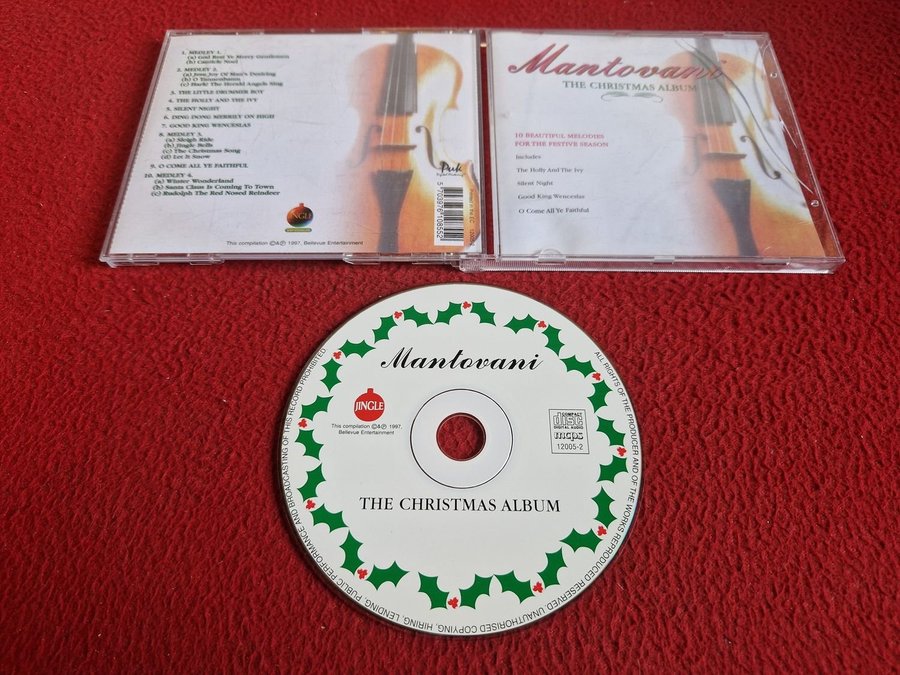 1. MEDLEY 1.
(a) God Rest Ye Merry Gentlemen
(b) Canticle Noel
2. MEDLEY 2.
(a) Jesu Joy Of Man's Desiring
(b) O Tannenbaum
(c) Hark! The Herald Angels Sing
3. THE LITTLE DRUMMER BOY
4. THE HOLLY AND THE IVY
5. SILENT NIGHT
6. DING DONG MERRILY ON HIGH
7. GOOD KING WENCESLAS
8. MEDLEY 3.
(a) Sleigh Ride
(b) Jingle Bells
(c) The Christmas Song
(d) Let It Snow
9. O COME ALL YE FAITHFUL
10. MEDLEY 4.
(a) Winter Wonderland
(b) Santa Claus Is Coming To Town
(c) Rudolph The Red Nosed Reindeer
This compilation ©&℗ 1997, Bellevue Entertainment
5 703976 108552
Mantovani
THE CHRISTMAS ALBUM
10 BEAUTIFUL MELODIES
FOR THE FESTIVE SEASON
Includes
The Holly And The Ivy
Silent Night
Good King Wenceslas
O Come All Ye Faithful
Mantovani
JINGLE
This compilation ©&℗ 1997,
Bellevue Entertainment
COMPACT
disc
DIGITAL AUDIO
mcps
12005-2
THE CHRISTMAS ALBUM
ALL RIGHTS OF THE PRODUCER AND OF THE WORKS REPRODUCED RESERVED. UNAUTHORISED COPYING, HIRING, LENDING, PUBLIC PERFORMANCE AND BROADCASTING OF THIS RECORD PROHIBITED